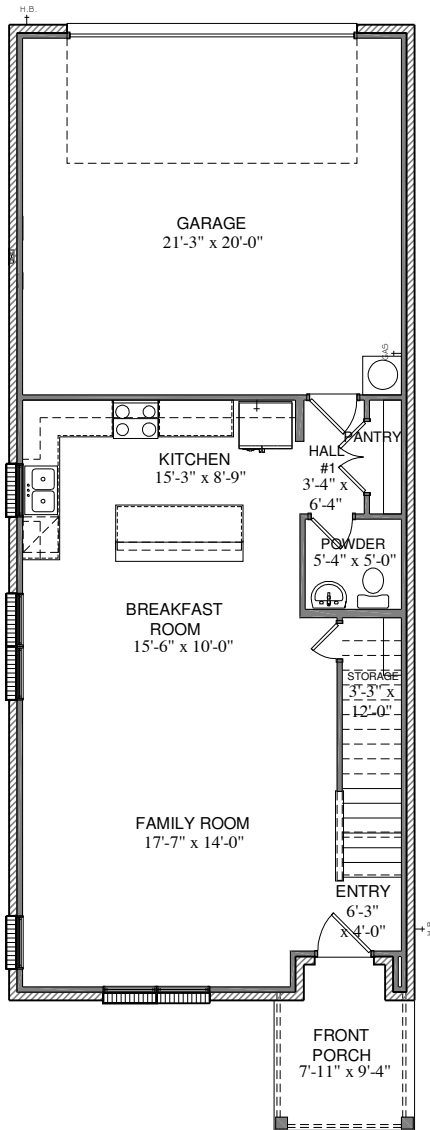 H.B.
GARAGE
21'-3" x 20'-0"
GAS
KITCHEN
15'-3" x 8'-9"
HALL
#1
3'-4" x
6'-4"
PANTRY
POWDER
5'-4" x 5'-0"
BREAKFAST
ROOM
15'-6" x 10'-0"
STORAGE
3'-3" x
12'-0"
FAMILY ROOM
17'-7" x 14'-0"
ENTRY
6'-3"
x 4'-0"
H.B.
FRONT
PORCH
7'-11" x 9'-4"